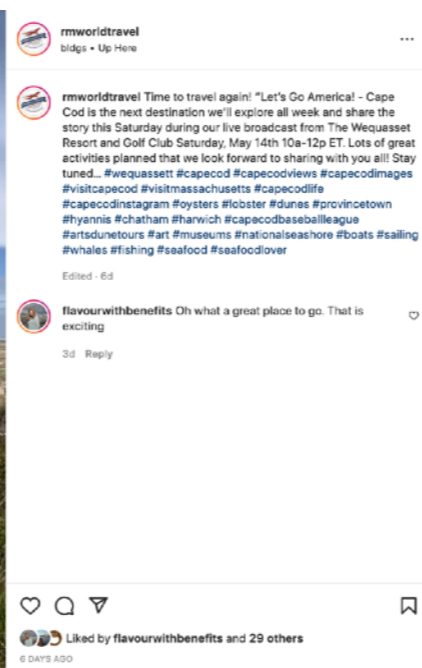 rmworldtravel
bldgs • Up Here
rmworldtravel Time to travel again! "Let's Go America! - Cape
Cod is the next destination we'll explore all week and share the
story this Saturday during our live broadcast from The Wequasset
Resort and Golf Club Saturday, May 14th 10a-12p ET. Lots of great
activities planned that we look forward to sharing with you all! Stay
tuned... #wequassett #capecod #capecodviews #capecodimages
#visitcapecod #visitmassachusetts #capecodlife
#capecodinstagram #oysters #lobster #dunes #provincetown
#hyannis #chatham #harwich #capecodbaseballleague
#artsdunetours #art #museums #nationalseashore #boats #sailing
#whales #fishing #seafood #seafoodlover
Edited · 6d
flavourwithbenefits Oh what a great place to go. That is
exciting
3d Reply
Liked by flavourwithbenefits and 29 others
6 DAYS AGO